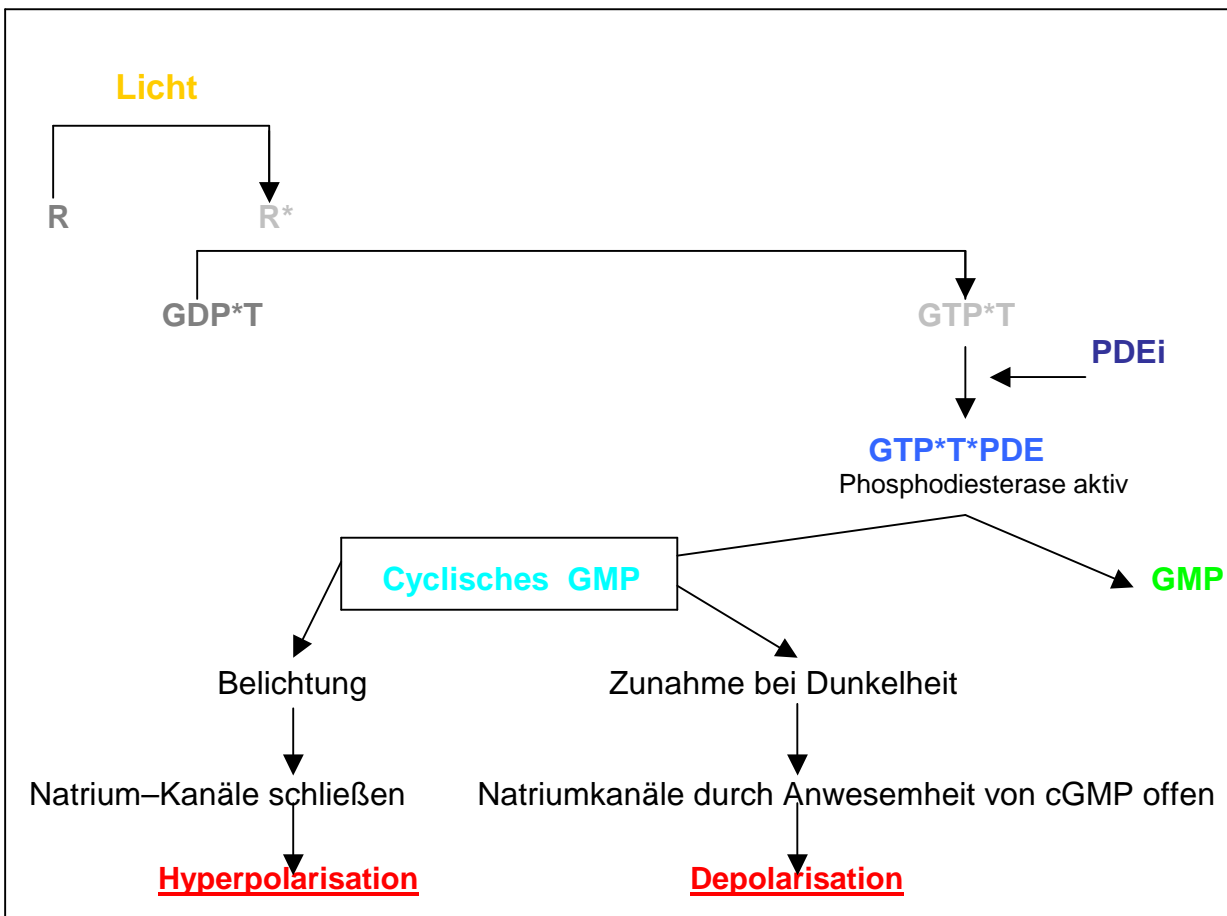 Licht
R R*
GDP*T GTP*T
PDEi
GTP*T*PDE
Phosphodiesterase aktiv
Cyclisches GMP GMP
Belichtung Zunahme bei Dunkelheit
Natrium–Kanäle schließen Natriumkanäle durch Anwesemheit von cGMP offen
Hyperpolarisation Depolarisation